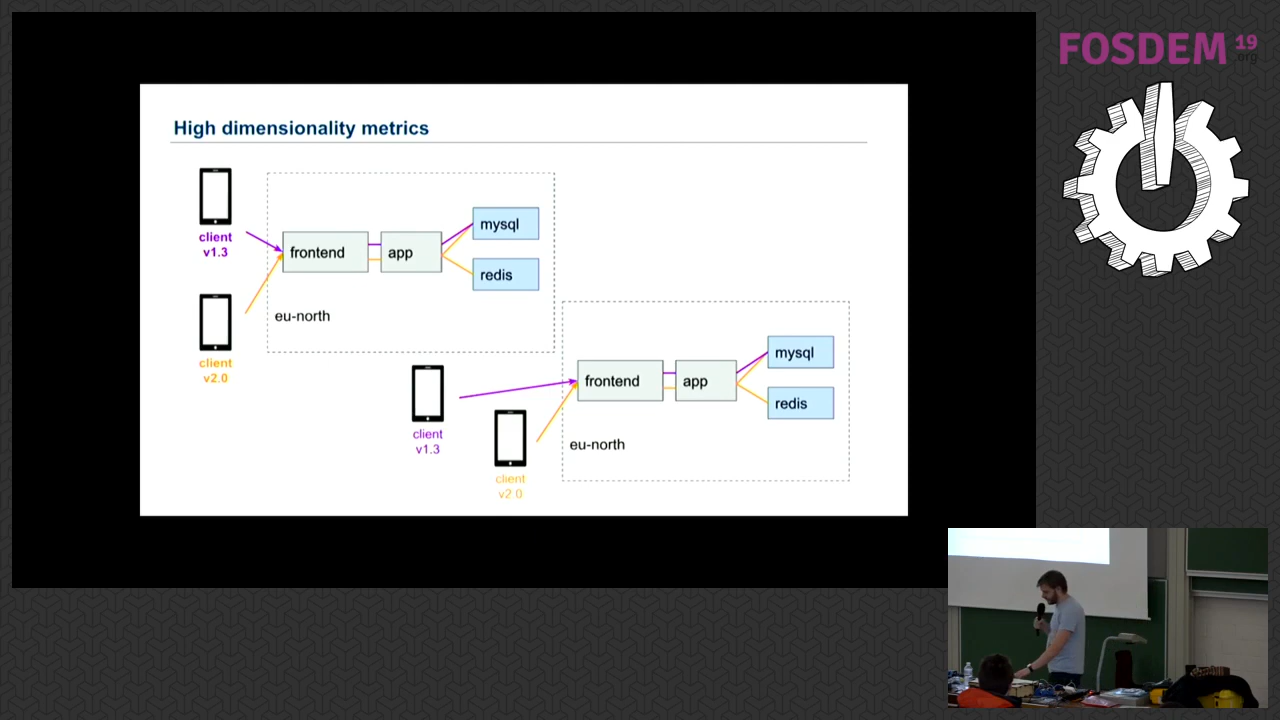 FOSDEM 19
.org
High dimensionality metrics
client
v1.3
client
v2.0
frontend
app
mysql
redis
eu-north
client
v1.3
client
v2.0
frontend
app
mysql
redis
eu-north